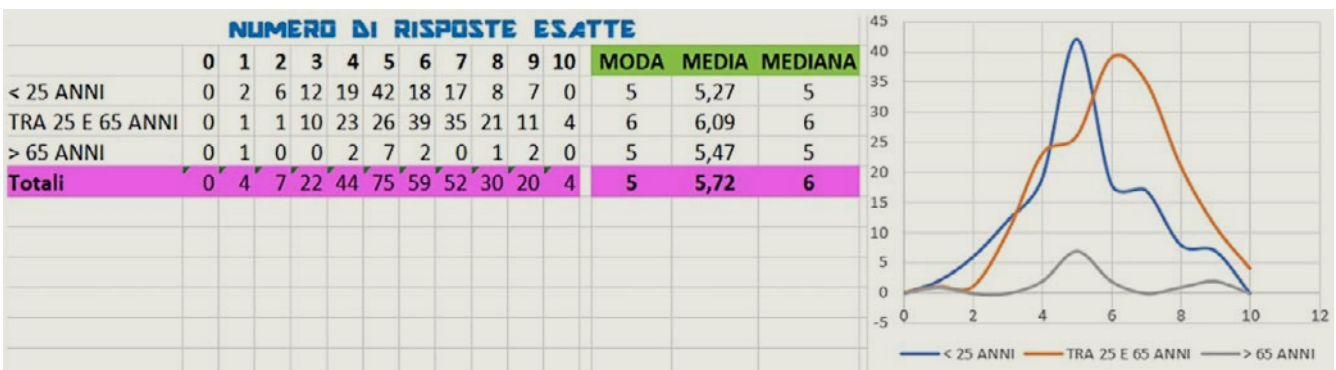 NUMERO DI RISPOSTE ESATTE
0 1 2 3 4 5 6 7 8 9 10 MODA MEDIA MEDIANA
< 25 ANNI 0 2 6 12 19 42 18 17 8 7 0 5 5,27 5
TRA 25 E 65 ANNI 0 1 1 10 23 26 39 35 21 11 4 6 6,09 6
> 65 ANNI 0 1 0 0 2 7 2 0 1 2 0 5 5,47 5
Totali 0 4 7 22 44 75 59 52 30 20 4 5 5,72 6
45
40
35
30
25
20
15
10
5
0
-5
0 2 4 6 8 10 12
< 25 ANNI TRA 25 E 65 ANNI > 65 ANNI